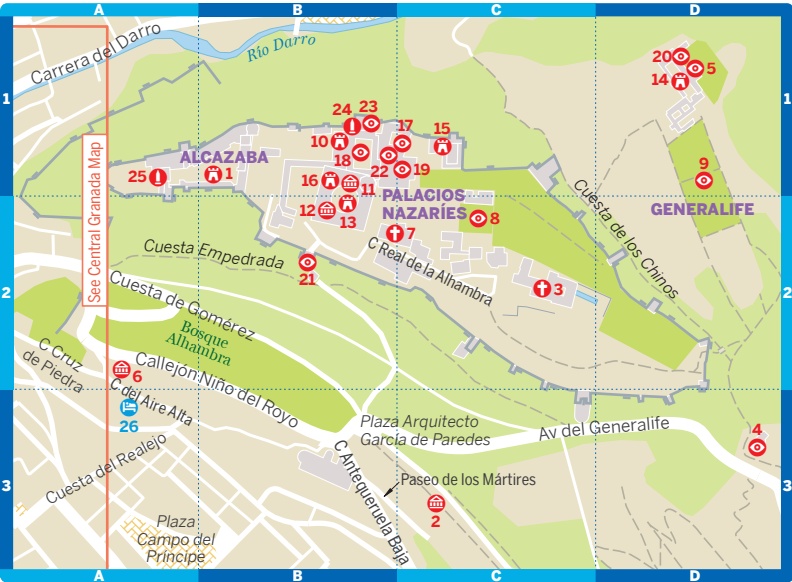 A
B
C
D
Carrera del Darro
Río Darro
20
5
14
1
1
24
23
17
15
10
ALCAZABA
18
22
19
9
25
1
16
11
See Central Granada Map
PALACIOS
NAZARÍES
GENERALIFE
12
13
8
7
Cuesta de los Chinos
Cuesta Empedrada
C Real de la Alhambra
21
3
2
2
Cuesta de Gomérez
Bosque
Alhambra
C Cruz
de Piedra
6
Callejón Niño del Royo
C del Aire Alta
26
Plaza Arquitecto
García de Paredes
Av del Generalife
4
Cuesta del Realejo
C Antequeruela Baja
Paseo de los Mártires
3
3
2
Plaza
Campo del
Príncipe
A
B
C
D